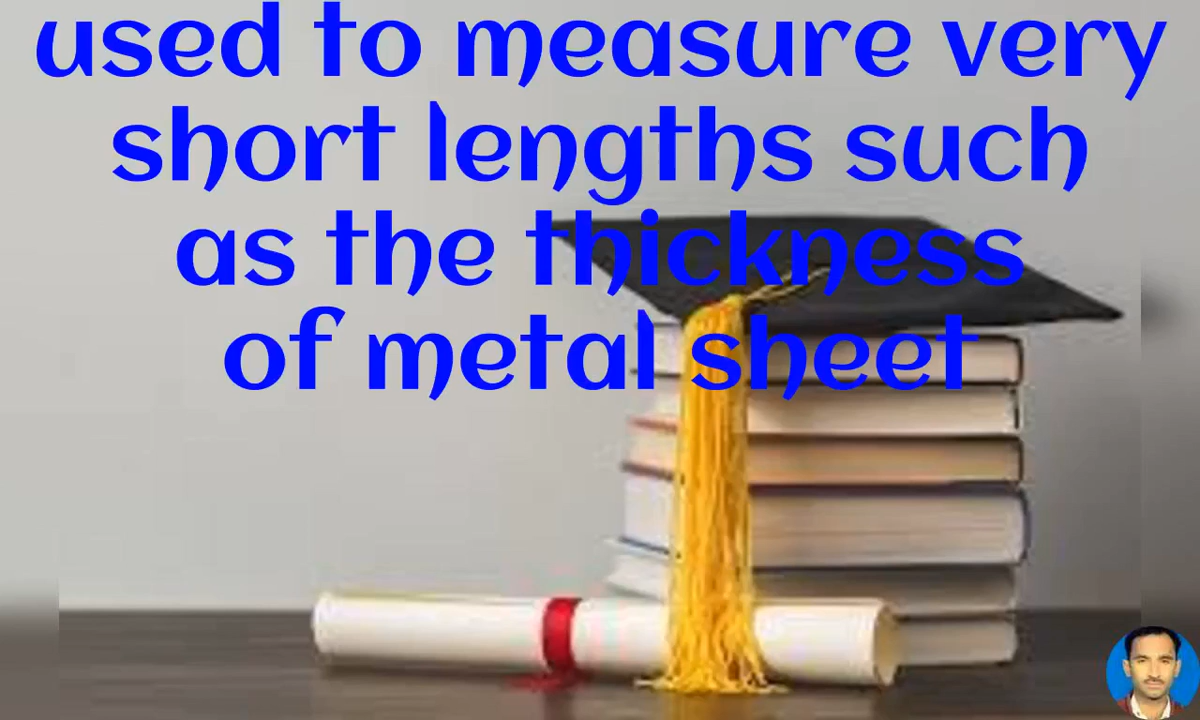 used to measure very
short lengths such
as the thickness
of metal sheet